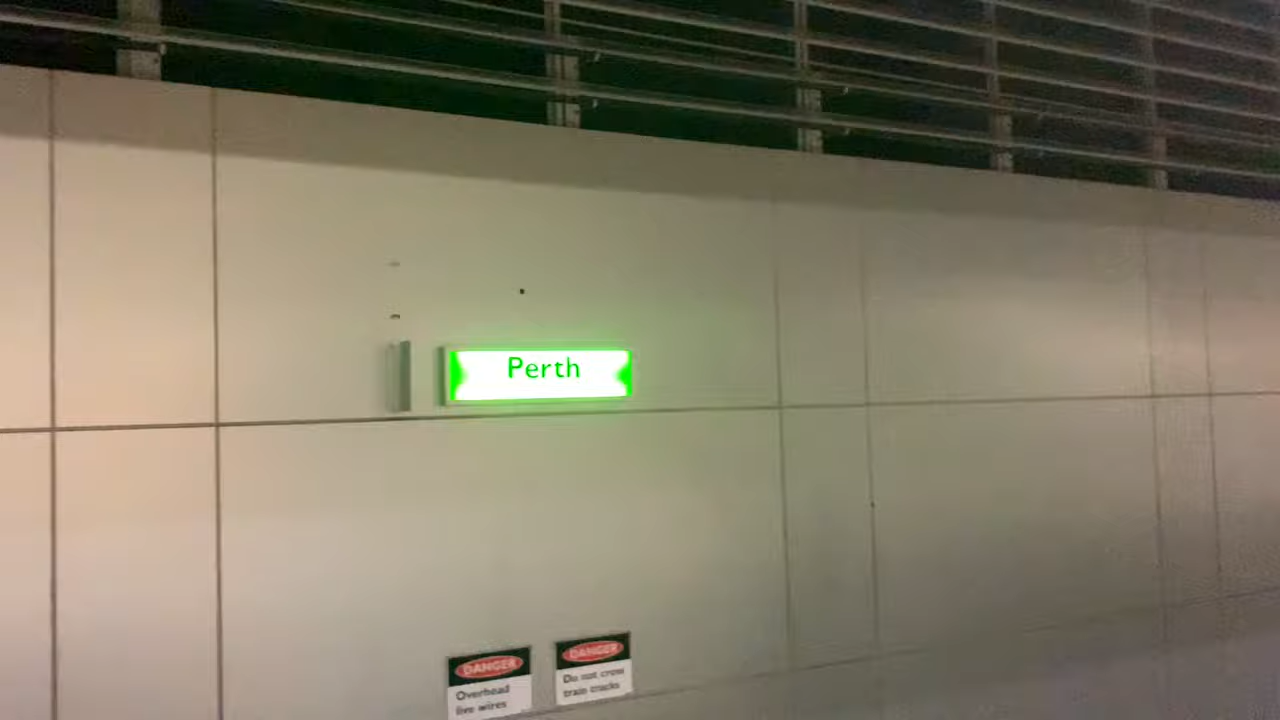 Perth
DANGER
Overhead
live wires
DANGER
Do not cross
train tracks